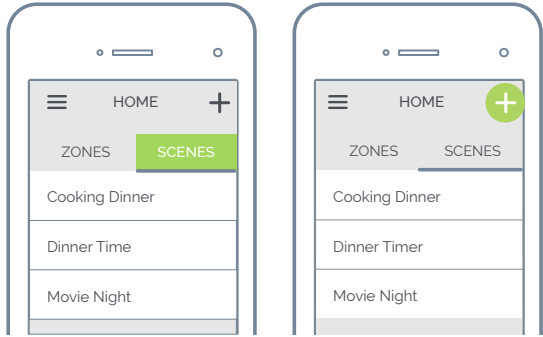 HOME
ZONES SCENES
Cooking Dinner
Dinner Time
Movie Night
HOME
ZONES SCENES
Cooking Dinner
Dinner Timer
Movie Night